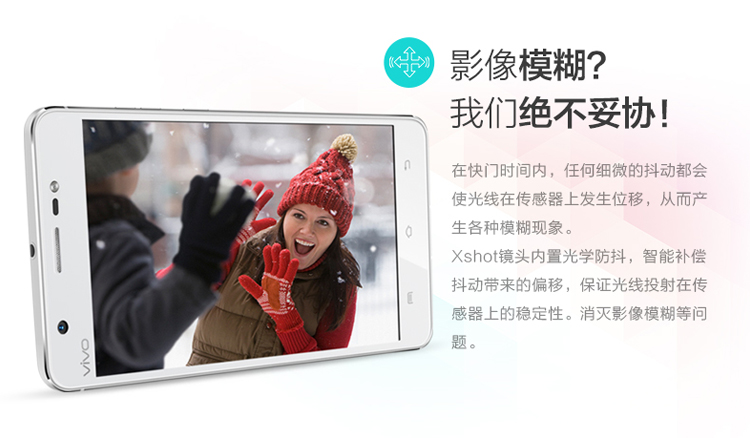 影像模糊？
我们绝不妥协！
在快门时间内，任何细微的抖动都会
使光线在传感器上发生位移，从而产
生各种模糊现象。
Xshot镜头内置光学防抖，智能补偿
抖动带来的偏移，保证光线投射在传
感器上的稳定性。消灭影像模糊等问
题。
vivo